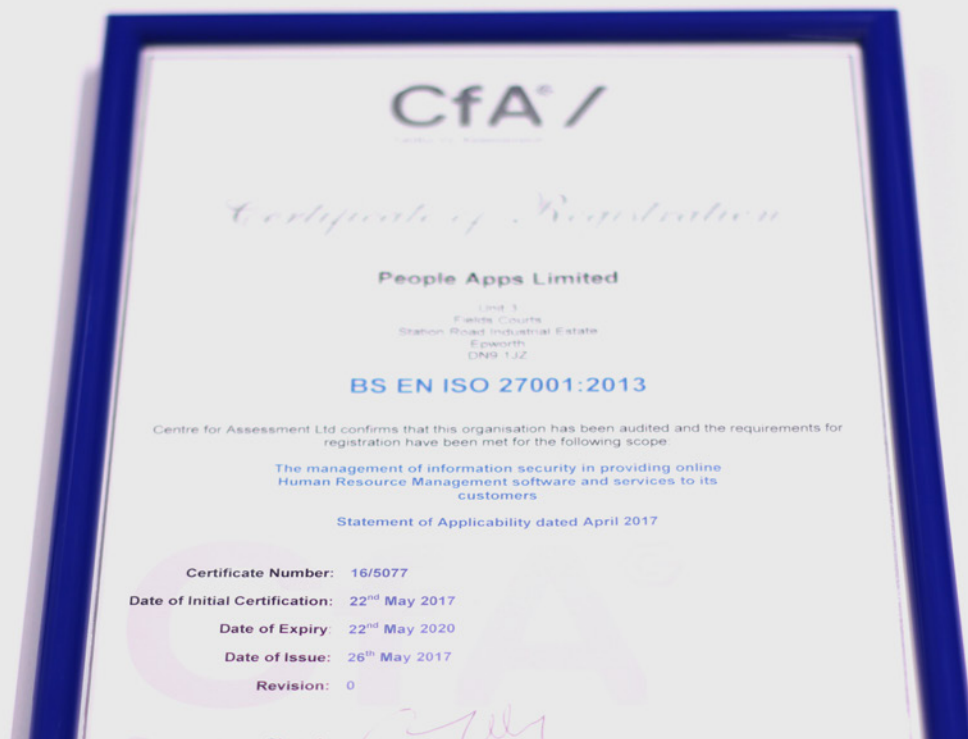 CfA® /
Certificate of Registration
People Apps Limited
Unit 3
Fields Courts
Station Road Industrial Estate
Epworth
DN9 1JZ
BS EN ISO 27001:2013
Centre for Assessment Ltd confirms that this organisation has been audited and the requirements for
registration have been met for the following scope:
The management of information security in providing online
Human Resource Management software and services to its
customers
Statement of Applicability dated April 2017
Certificate Number: 16/5077
Date of Initial Certification: 22nd May 2017
Date of Expiry: 22nd May 2020
Date of Issue: 26th May 2017
Revision: 0